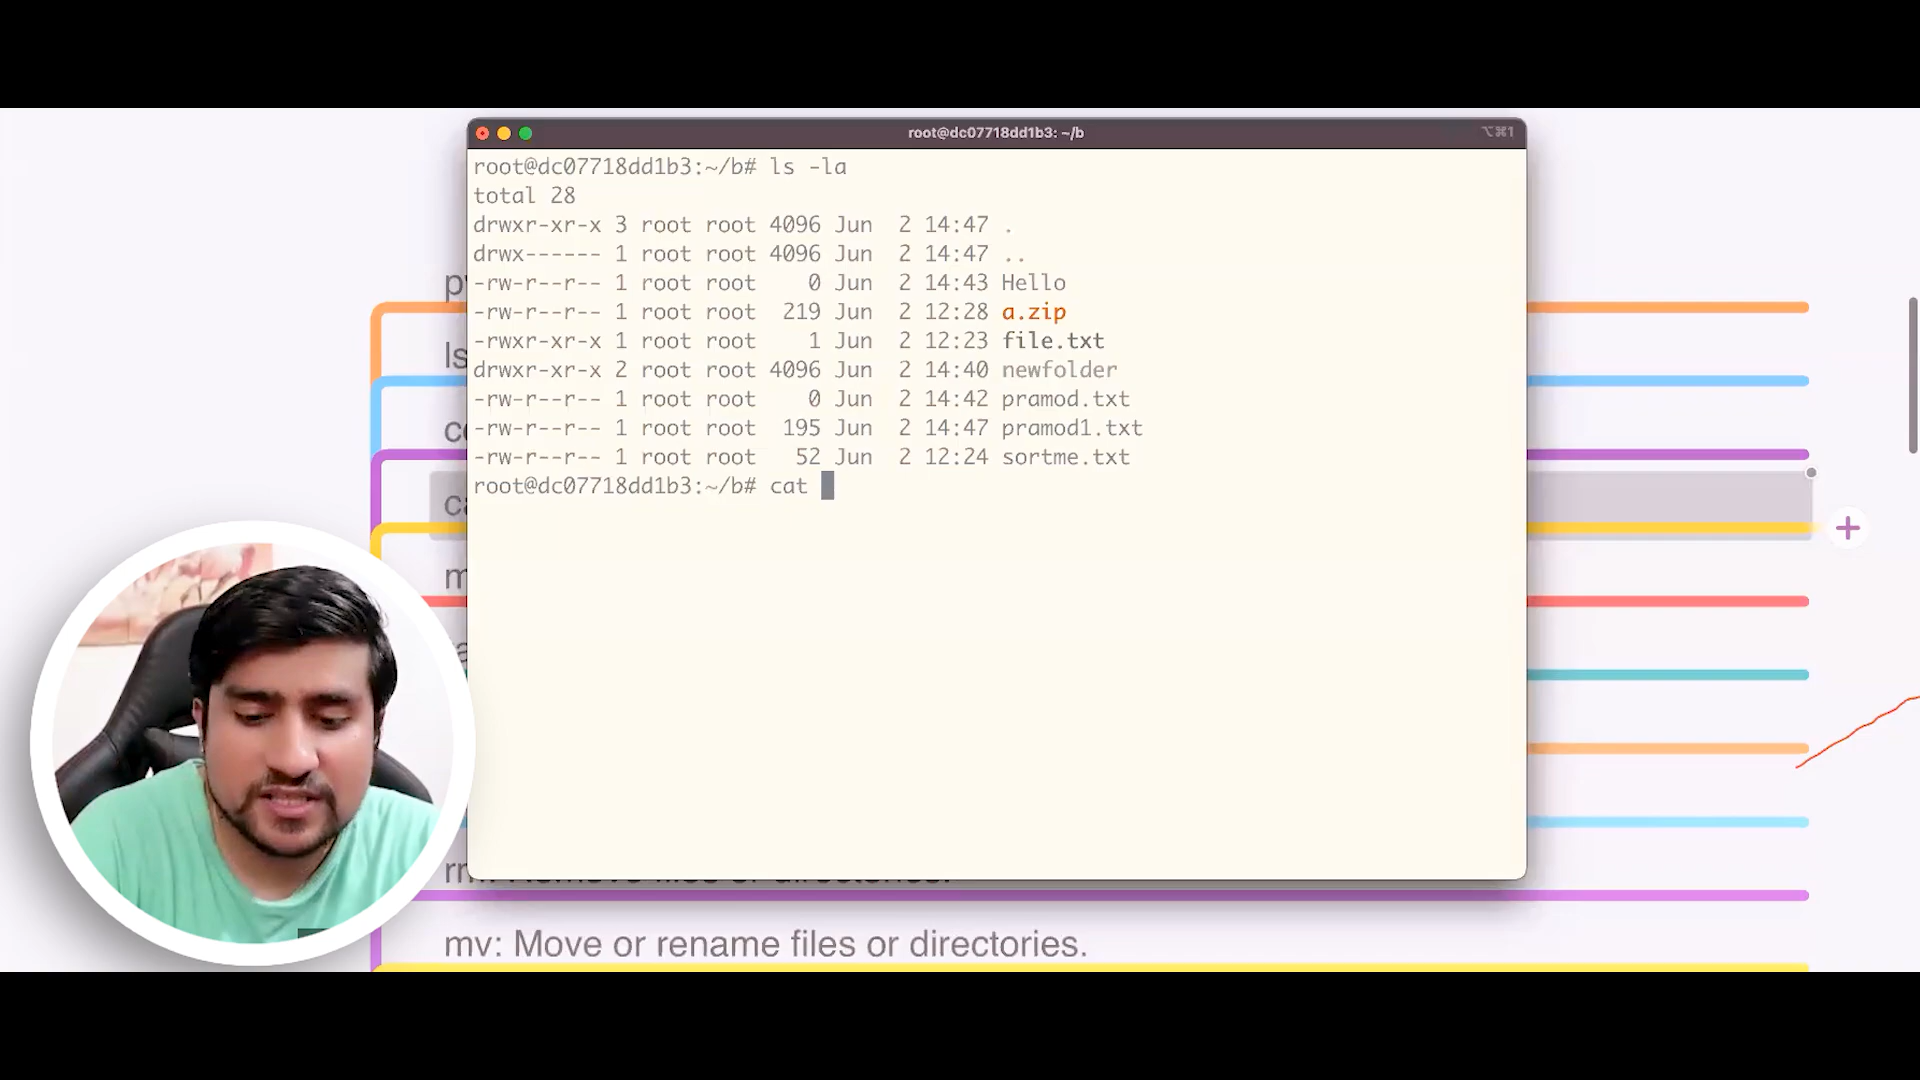 root@dc07718dd1b3: ~/b
⌥⌘1
root@dc07718dd1b3:~/b# ls -la
total 28
drwxr-xr-x 3 root root 4096 Jun  2 14:47 .
drwx------ 1 root root 4096 Jun  2 14:47 ..
-rw-r--r-- 1 root root    0 Jun  2 14:43 Hello
-rw-r--r-- 1 root root  219 Jun  2 12:28 a.zip
-rwxr-xr-x 1 root root    1 Jun  2 12:23 file.txt
drwxr-xr-x 2 root root 4096 Jun  2 14:40 newfolder
-rw-r--r-- 1 root root    0 Jun  2 14:42 pramod.txt
-rw-r--r-- 1 root root  195 Jun  2 14:47 pramod1.txt
-rw-r--r-- 1 root root   52 Jun  2 12:24 sortme.txt
root@dc07718dd1b3:~/b# cat
mv: Move or rename files or directories.